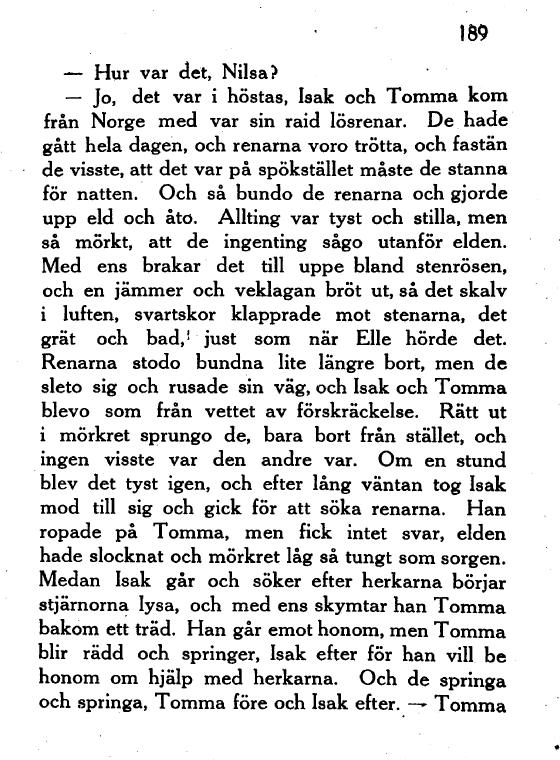 189
— Hur var det, Nilsa?
— Jo, det var i höstas, Isak och Tomma kom
från Norge med var sin raid lösrenar. De hade
gått hela dagen, och renarna voro trötta, och fastän
de visste, att det var på spökstället måste de stanna
för natten. Och så bundo de renarna och gjorde
upp eld och åto. Allting var tyst och stilla, men
så mörkt, att de ingenting sågo utanför elden.
Med ens brakar det till uppe bland stenrösen,
och en jämmer och veklagan bröt ut, så det skalv
i luften, svartskor klapprade mot stenarna, det
grät och bad, just som när Elle hörde det.
Renarna stodo bundna lite längre bort, men de
sleto sig och rusade sin väg, och Isak och Tomma
blevo som från vettet av förskräckelse. Rätt ut
i mörkret sprungo de, bara bort från stället, och
ingen visste var den andre var. Om en stund
blev det tyst igen, och efter lång väntan tog Isak
mod till sig och gick för att söka renarna. Han
ropade på Tomma, men fick intet svar, elden
hade slocknat och mörkret låg så tungt som sorgen.
Medan Isak går och söker efter herkarna börjar
stjärnorna lysa, och med ens skymtar han Tomma
bakom ett träd. Han går emot honom, men Tomma
blir rädd och springer, Isak efter för han vill be
honom om hjälp med herkarna. Och de springa
och springa, Tomma före och Isak efter. — Tomma